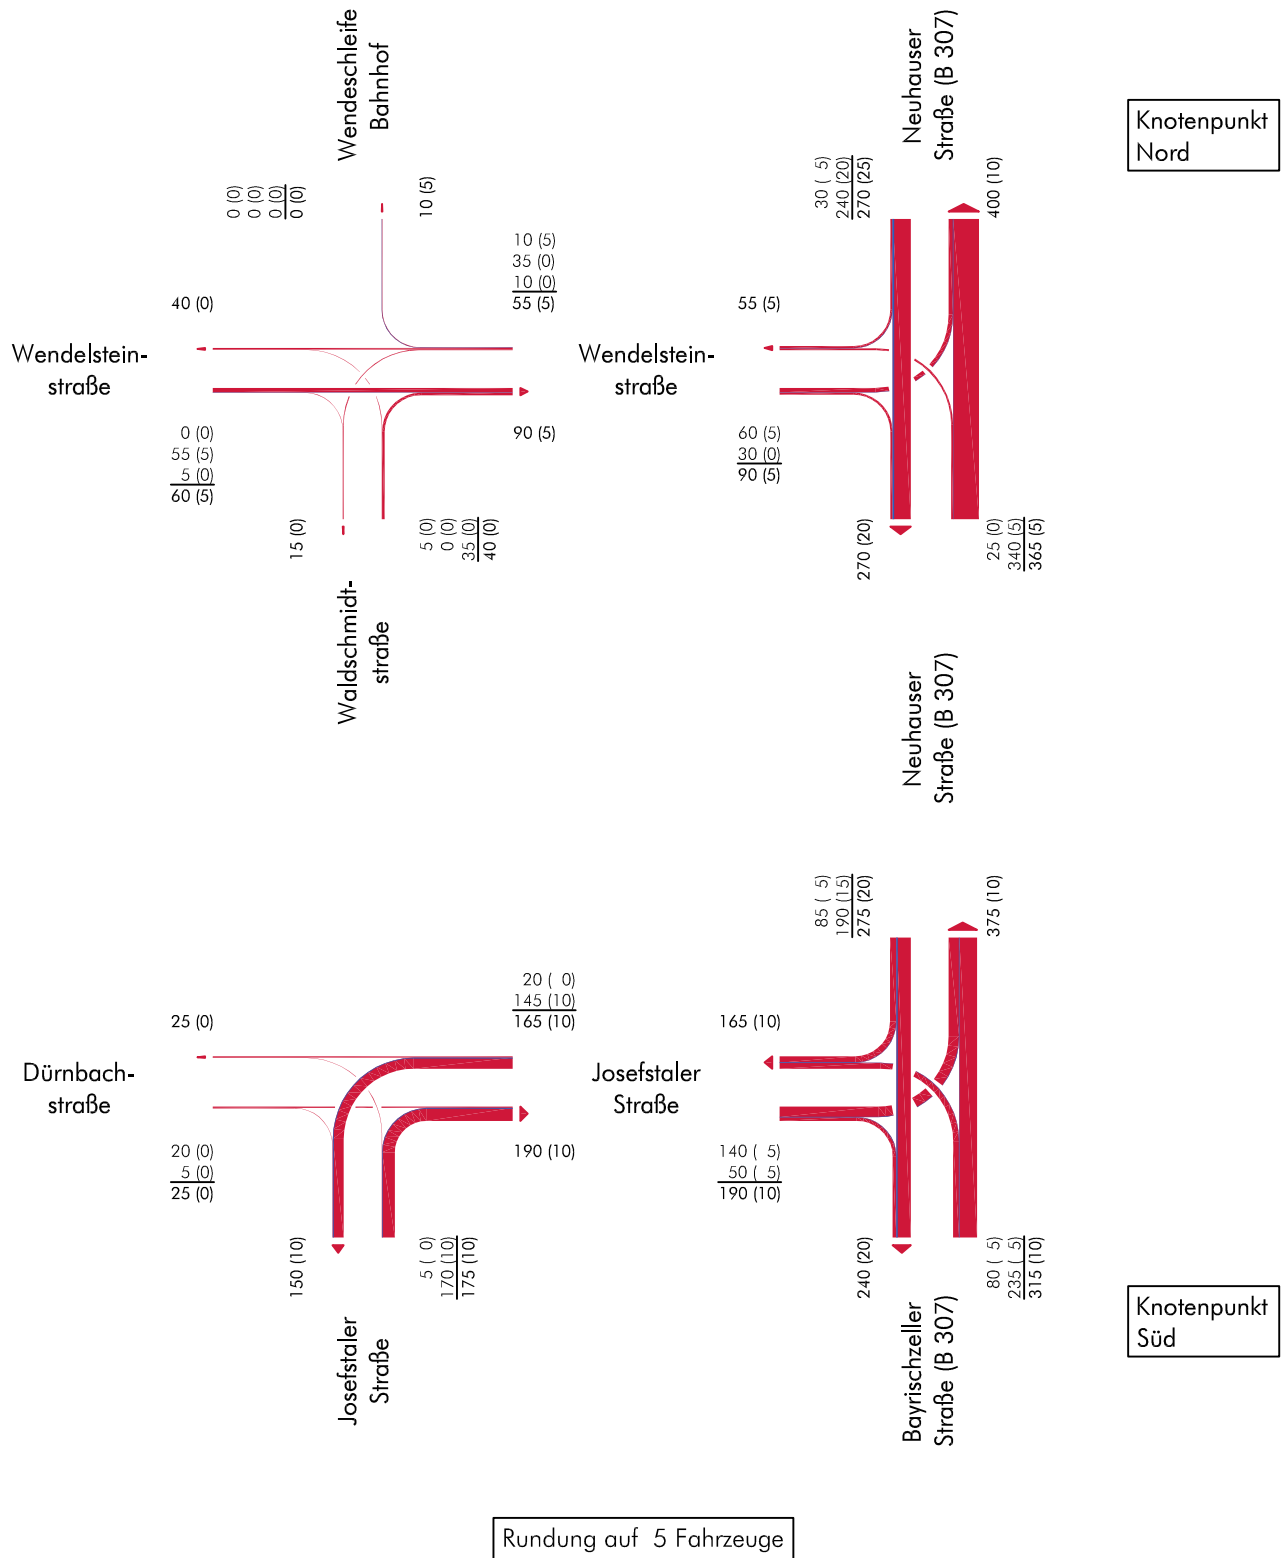 Wendeschleife
Bahnhof
0 (0)
0 (0)
0 (0)
0 (0)
10 (5)
10 (5)
35 (0)
10 (0)
55 (5)
40 (0)
Wendelstein-
straße
0 (0)
55 (5)
5 (0)
60 (5)
90 (5)
15 (0)
5 (0)
0 (0)
35 (0)
40 (0)
Waldschmidt-
straße
Neuhauser
Straße (B 307)
30 ( 5)
240 (20)
270 (25)
400 (10)
55 (5)
Wendelstein-
straße
60 (5)
30 (0)
90 (5)
270 (20)
25 (0)
340 (5)
365 (5)
Knotenpunkt
Nord
Neuhauser
Straße (B 307)
20 ( 0)
145 (10)
165 (10)
25 (0)
Dürnbach-
straße
20 (0)
5 (0)
25 (0)
190 (10)
150 (10)
5 ( 0)
170 (10)
175 (10)
Josefstaler
Straße
85 ( 5)
190 (15)
275 (20)
375 (10)
165 (10)
Josefstaler
Straße
140 ( 5)
50 ( 5)
190 (10)
240 (20)
80 ( 5)
235 ( 5)
315 (10)
Bayrischzeller
Straße (B 307)
Knotenpunkt
Süd
Rundung auf 5 Fahrzeuge